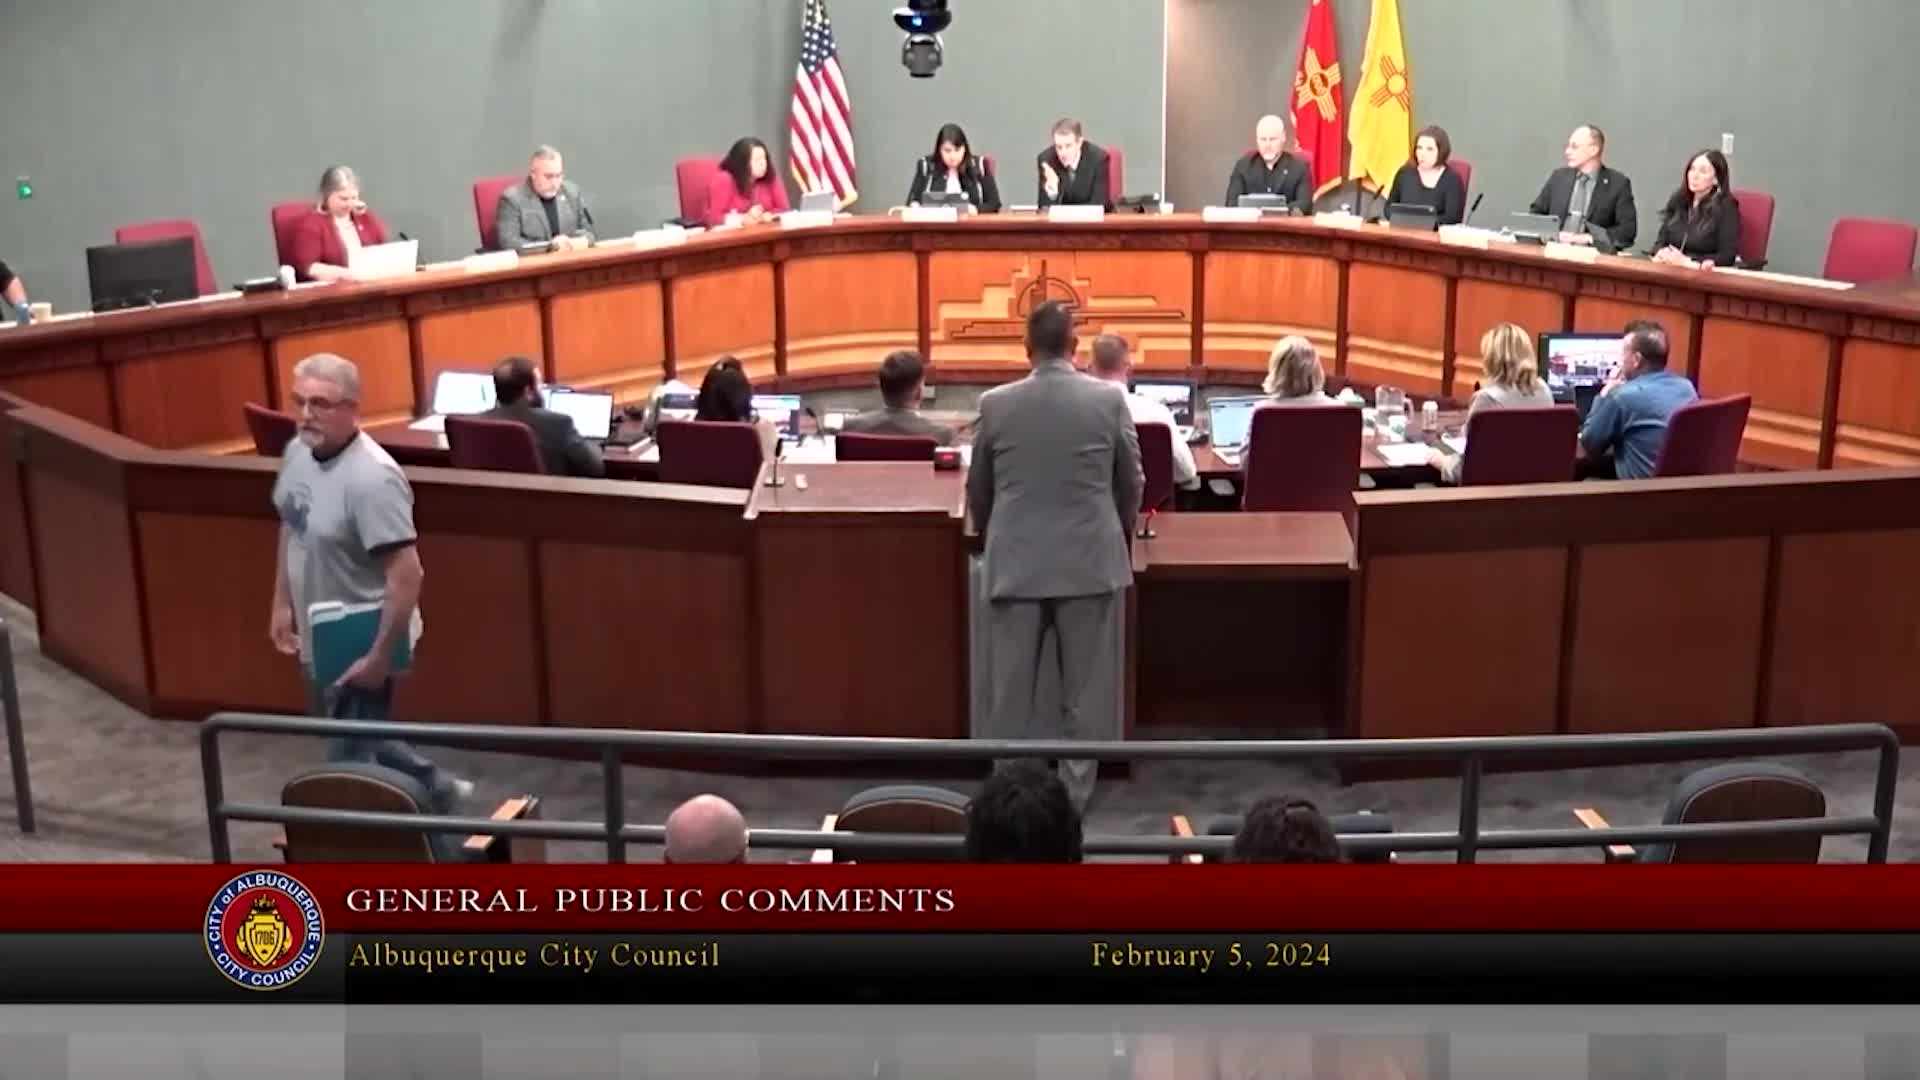 GENERAL PUBLIC COMMENTS
Albuquerque City Council
February 5, 2024
CITY of ALBUQUERQUE
1706
CITY COUNCIL